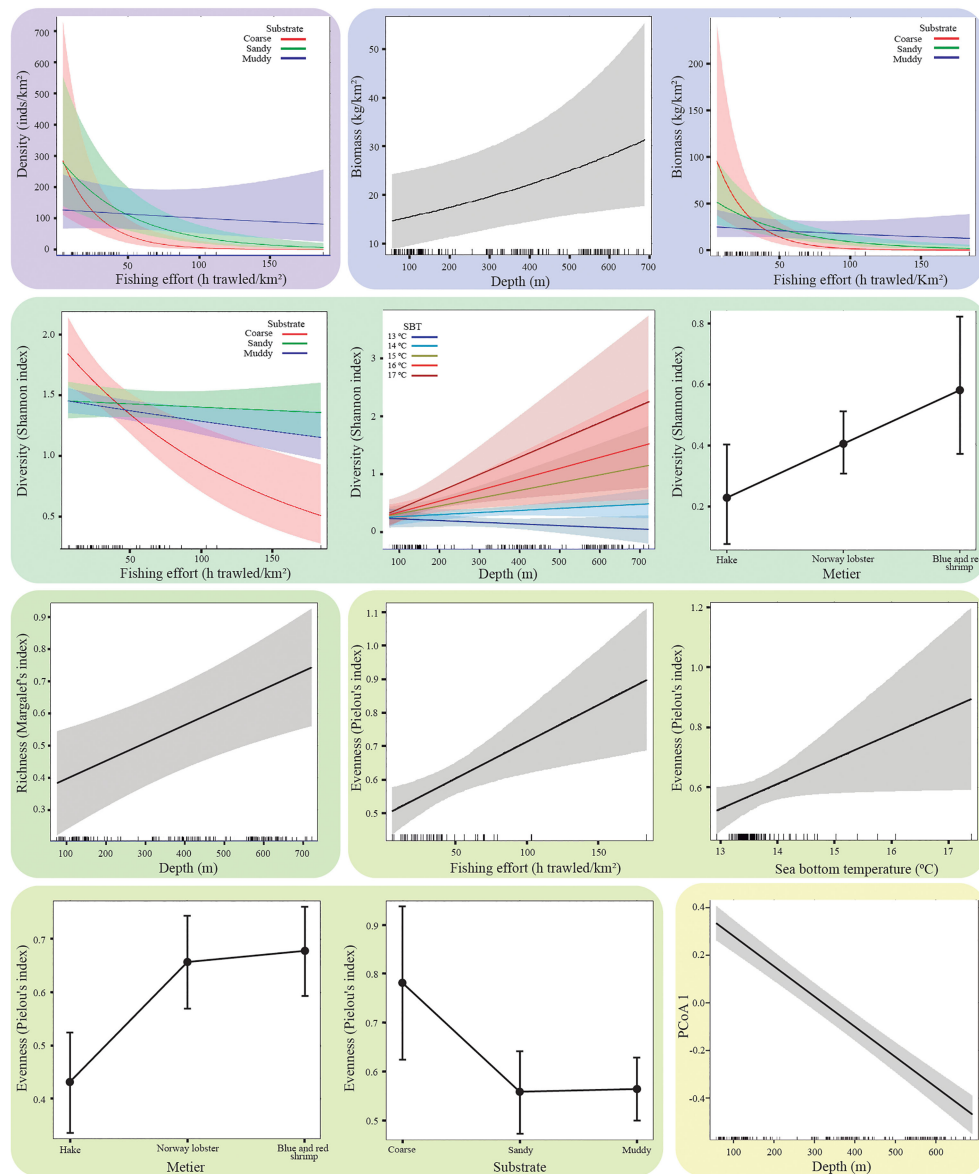 Substrate
Coarse
Sandy
Muddy
700
600
500
400
300
200
100
0
Density (inds/km²)
50
100
150
Fishing effort (h trawled/km²)
50
40
30
20
10
Biomass (kg/km²)
0
100
200
300
400
500
600
700
Depth (m)
Substrate
Coarse
Sandy
Muddy
200
150
100
50
0
Biomass (kg/km²)
50
100
150
Fishing effort (h trawled/Km²)
Substrate
Coarse
Sandy
Muddy
2.0
1.5
1.0
0.5
Diversity (Shannon index)
50
100
150
Fishing effort (h trawled/km²)
SBT
13 ºC
14 ºC
15 ºC
16 ºC
17 ºC
3
2
1
0
Diversity (Shannon index)
100
200
300
400
500
600
700
Depth (m)
0.8
0.6
0.4
0.2
Diversity (Shannon index)
Hake
Norway lobster
Blue and red
shrimp
Metier
0.9
0.8
0.7
0.6
0.5
0.4
0.3
Richness (Margalef's index)
100
200
300
400
500
600
700
Depth (m)
1.1
1.0
0.9
0.8
0.7
0.6
0.5
Evenness (Pielou's index)
50
100
150
Fishing effort (h trawled/km²)
1.2
1.0
0.8
0.6
Evenness (Pielou's index)
13
14
15
16
17
Sea bottom temperature (ºC)
0.7
0.6
0.5
0.4
Evenness (Pielou's index)
Hake
Norway lobster
Blue and red
shrimp
Metier
0.9
0.8
0.7
0.6
0.5
Evenness (Pielou's index)
Coarse
Sandy
Muddy
Substrate
0.4
0.2
0.0
-0.2
-0.4
PCoA 1
100
200
300
400
500
600
Depth (m)